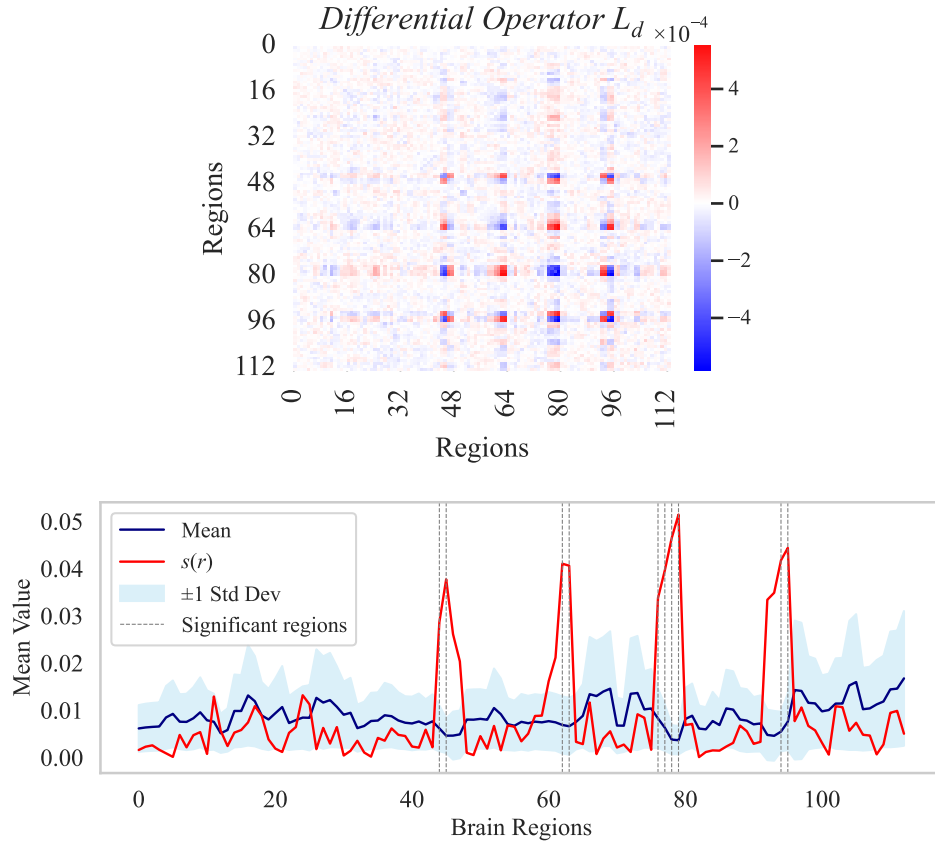 Differential Operator L_d ×10⁻⁴
0
16
32
48
64
80
96
112
Regions
0 16 32 48 64 80 96 112
Regions
4
2
0
−2
−4
0.05
0.04
0.03
0.02
0.01
0.00
Mean Value
Mean
s(r)
±1 Std Dev
Significant regions
0 20 40 60 80 100
Brain Regions